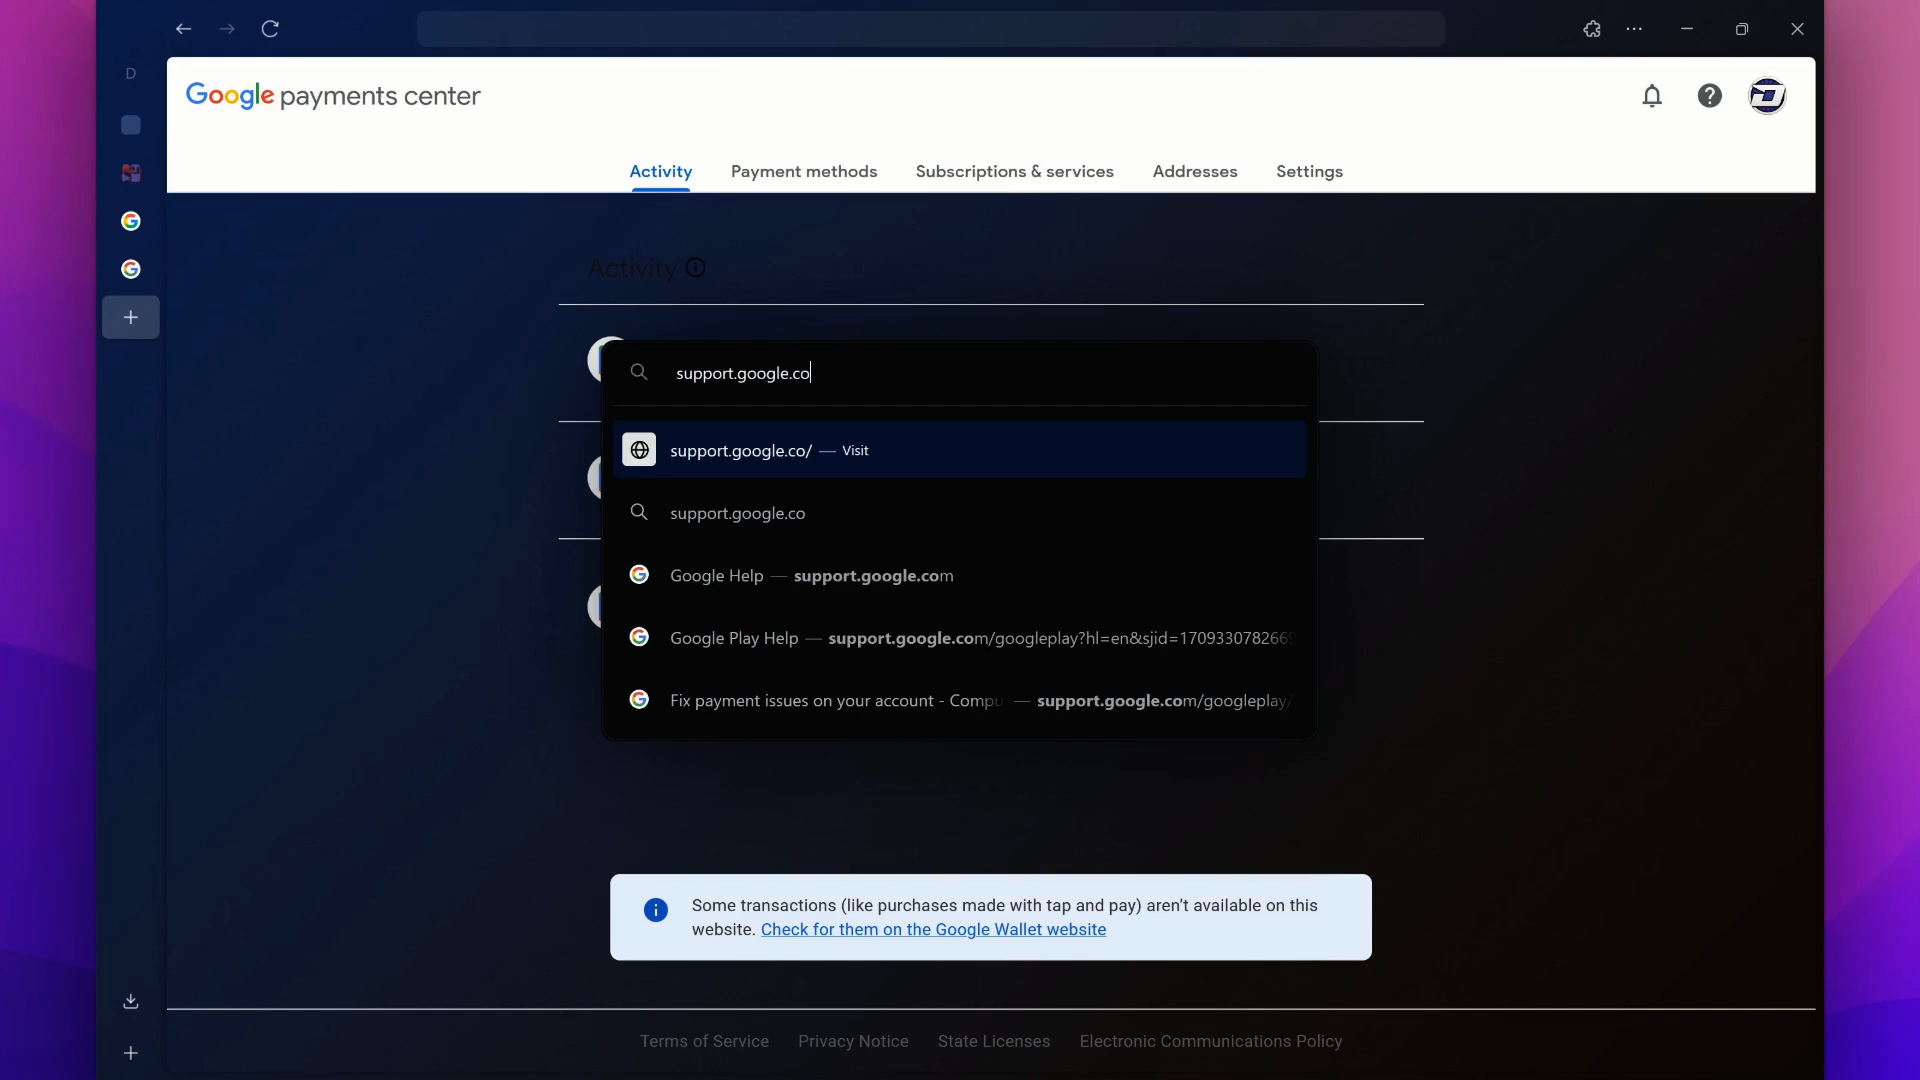 D
Google payments center
Activity Payment methods Subscriptions & services Addresses Settings
Activity
support.google.co
support.google.co/ — Visit
support.google.co
Google Help — support.google.com
Google Play Help — support.google.com/googleplay?hl=en&sjid=170933078266
Fix payment issues on your account - Compu — support.google.com/googleplay/
Some transactions (like purchases made with tap and pay) aren't available on this
website. Check for them on the Google Wallet website
Terms of Service Privacy Notice State Licenses Electronic Communications Policy